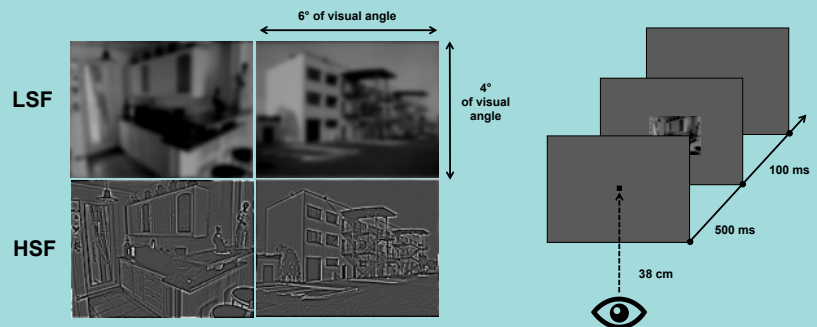 6° of visual angle
LSF
4°
of visual
angle
HSF
100 ms
500 ms
38 cm